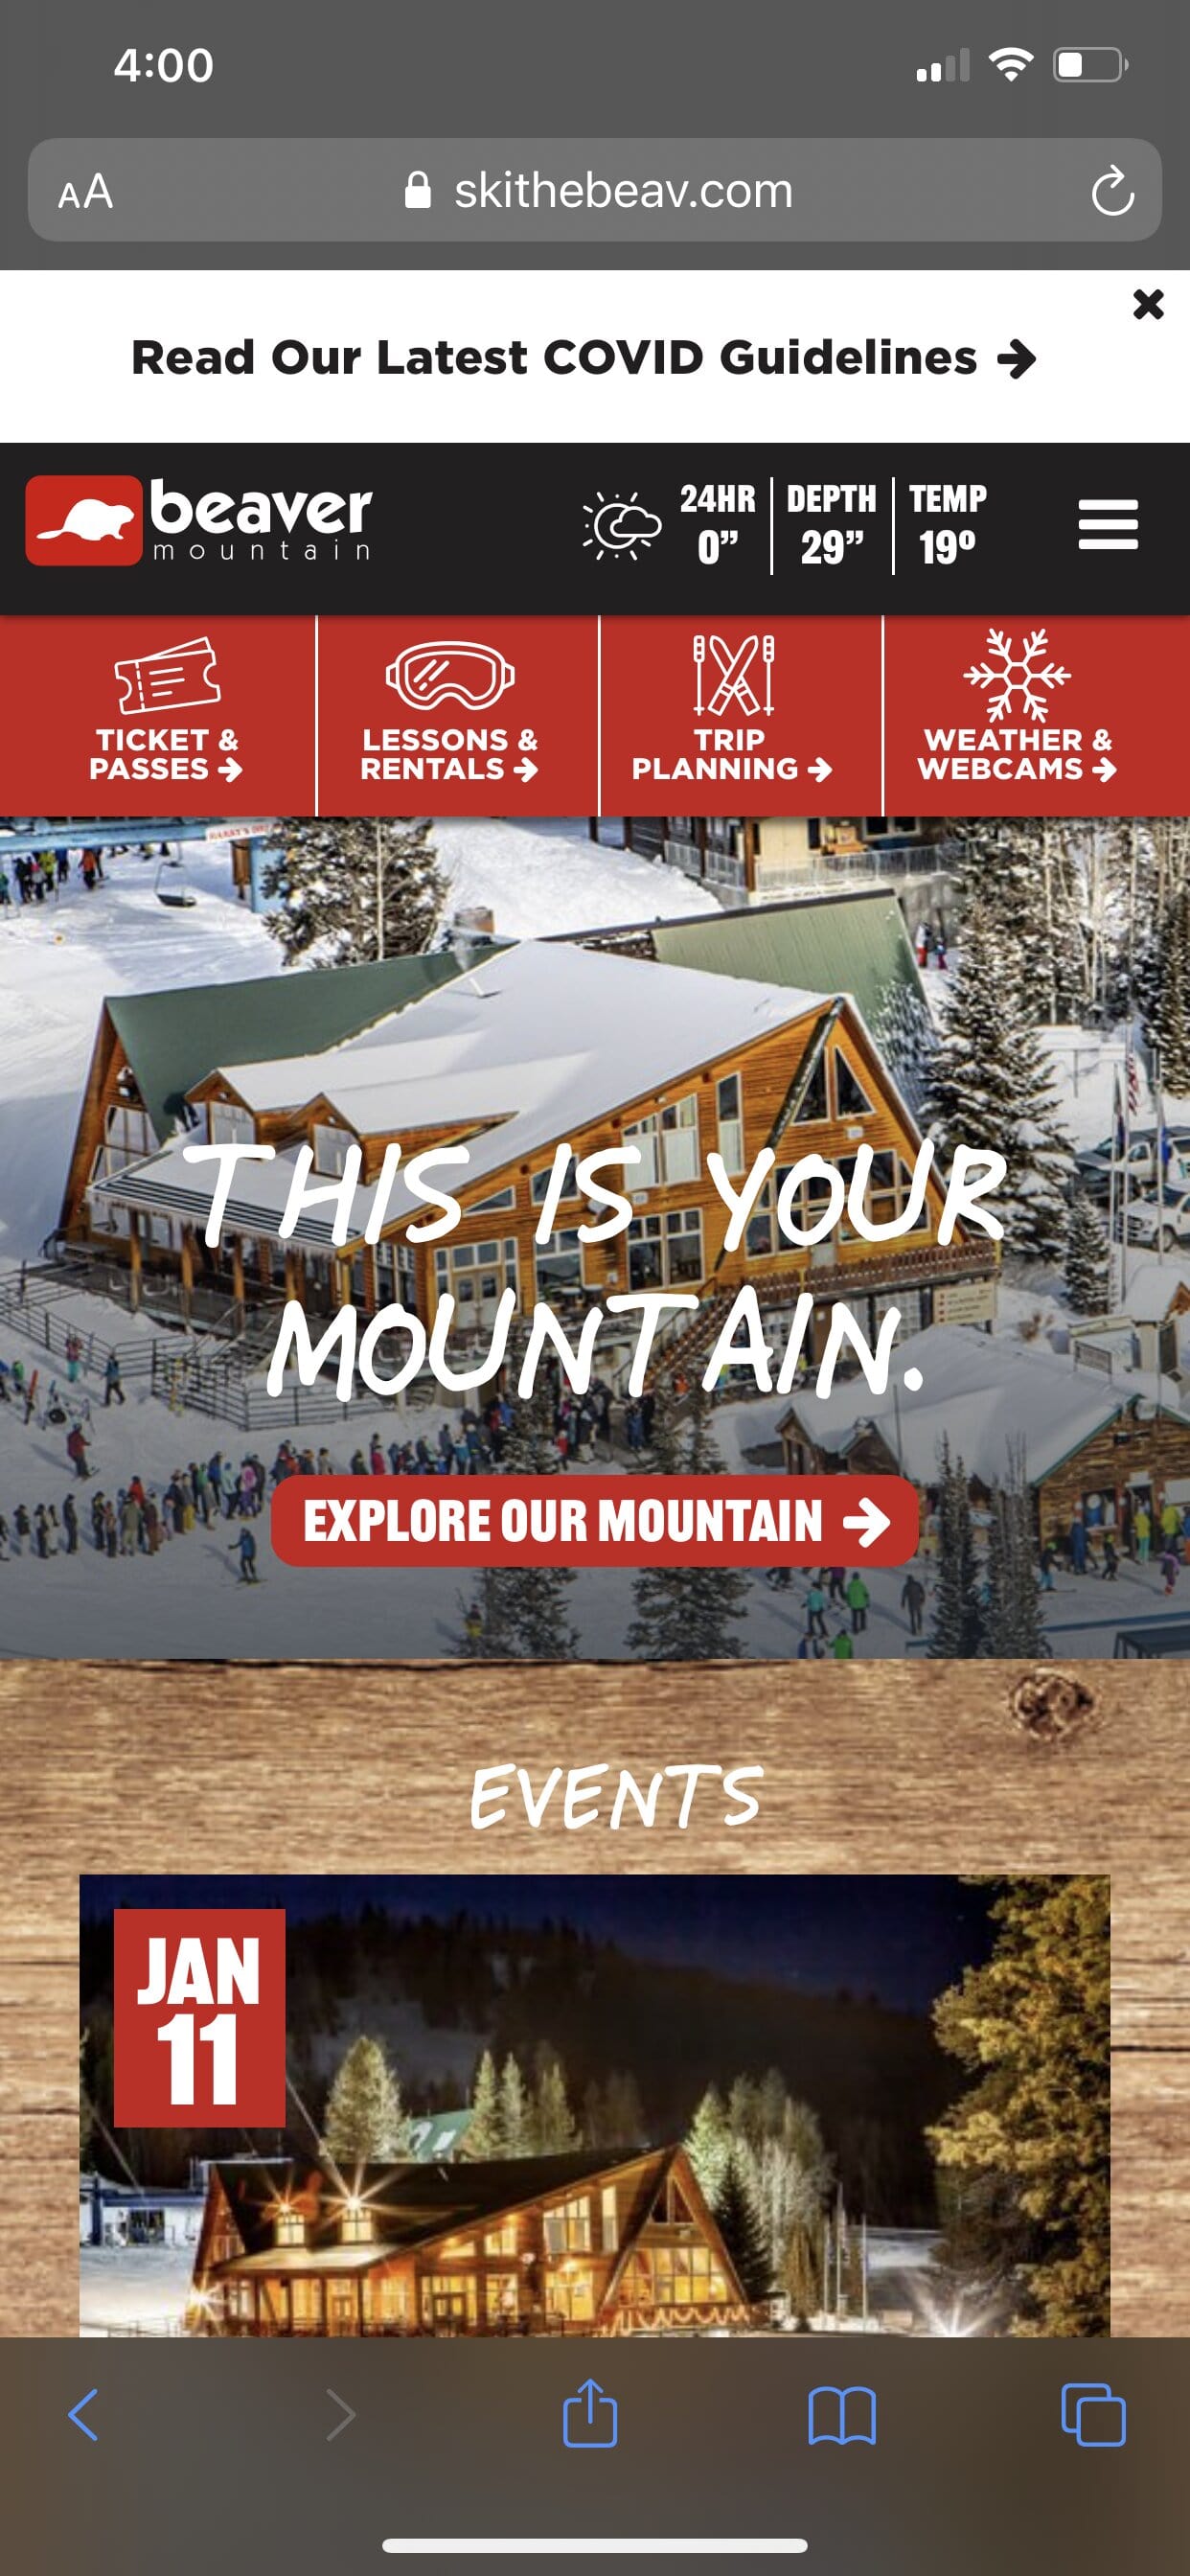 4:00
AA skithebeav.com
Read Our Latest COVID Guidelines
beaver
mountain
24HR DEPTH TEMP
0” 29” 19º
TICKET & PASSES
LESSONS & RENTALS
TRIP PLANNING
WEATHER & WEBCAMS
THIS IS YOUR
MOUNTAIN.
EXPLORE OUR MOUNTAIN
EVENTS
JAN
11